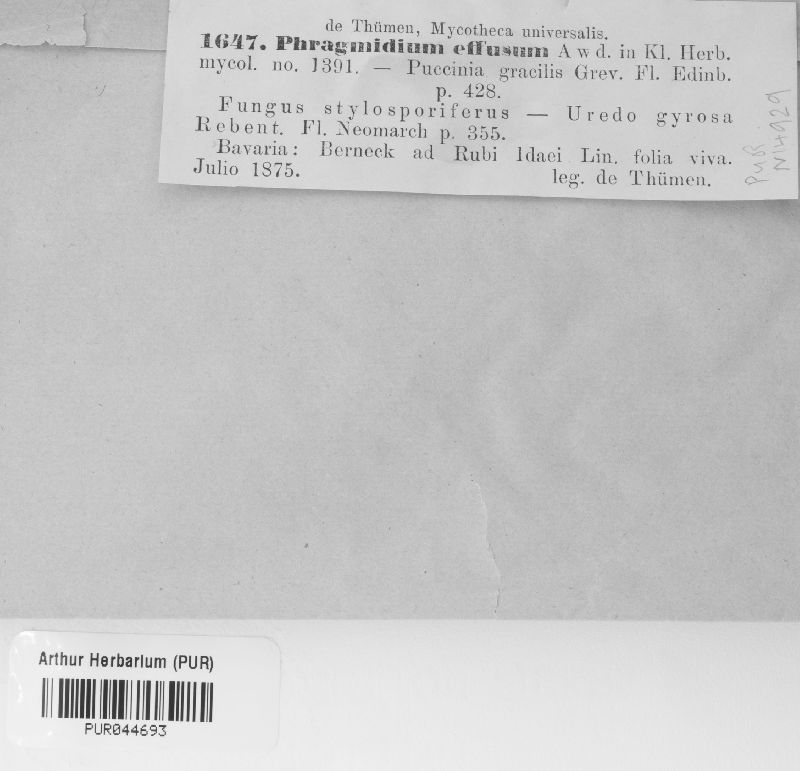 de Thümen, Mycotheca universalis.
1647. Phragmidium effusum Awd. in Kl. Herb.
mycol. no. 1391. — Puccinia gracilis Grev. Fl. Edinb.
p. 428.
Fungus stylosporiferus — Uredo gyrosa
Rebent. Fl. Neomarch p. 355.
Bavaria: Berneck ad Rubi Idaei Lin. folia viva.
Julio 1875. leg. de Thümen.
PUR
N14929
Arthur Herbarium (PUR)
PUR044693